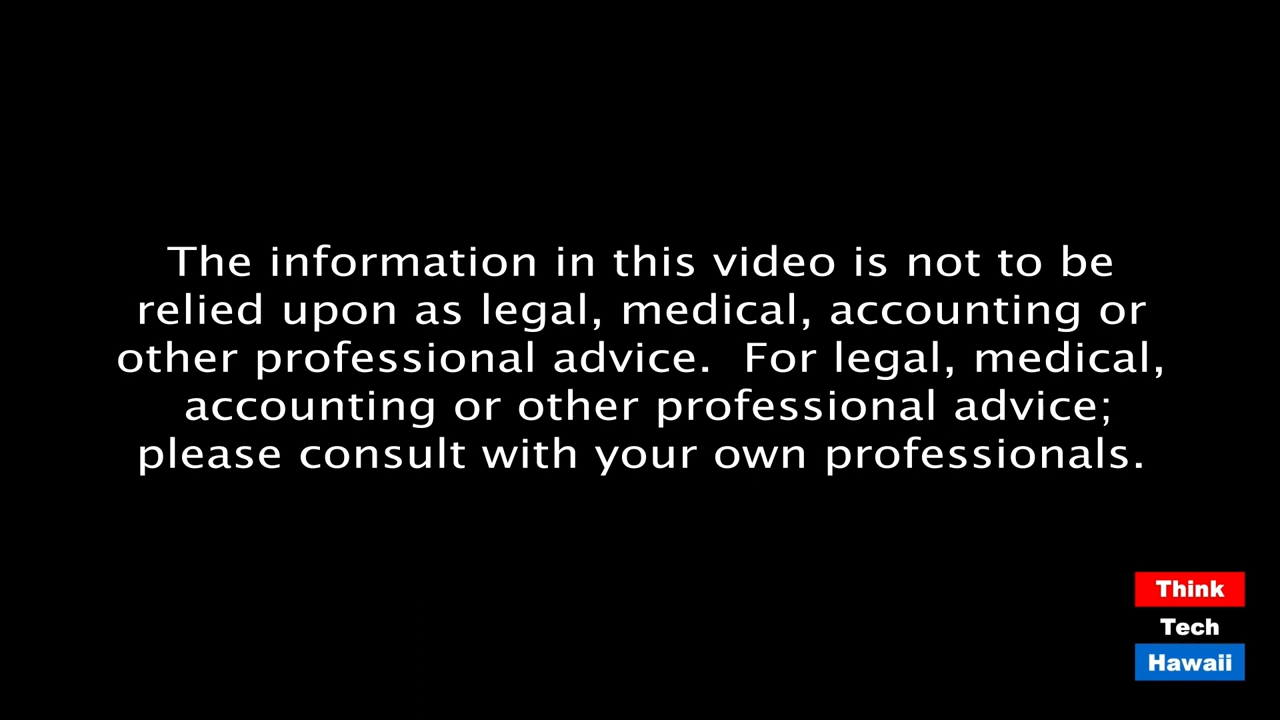 The information in this video is not to be
relied upon as legal, medical, accounting or
other professional advice.  For legal, medical,
accounting or other professional advice;
please consult with your own professionals.
Think
Tech
Hawaii